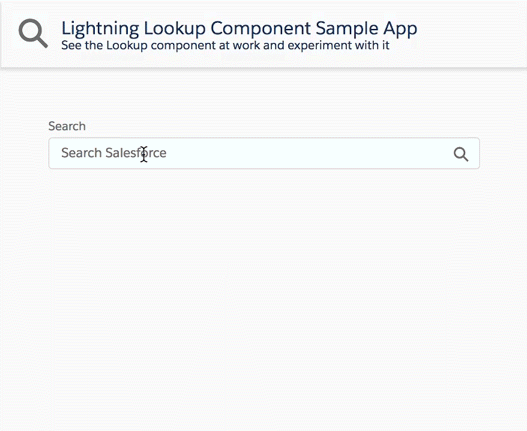 Lightning Lookup Component Sample App
See the Lookup component at work and experiment with it
Search
Search Salesforce